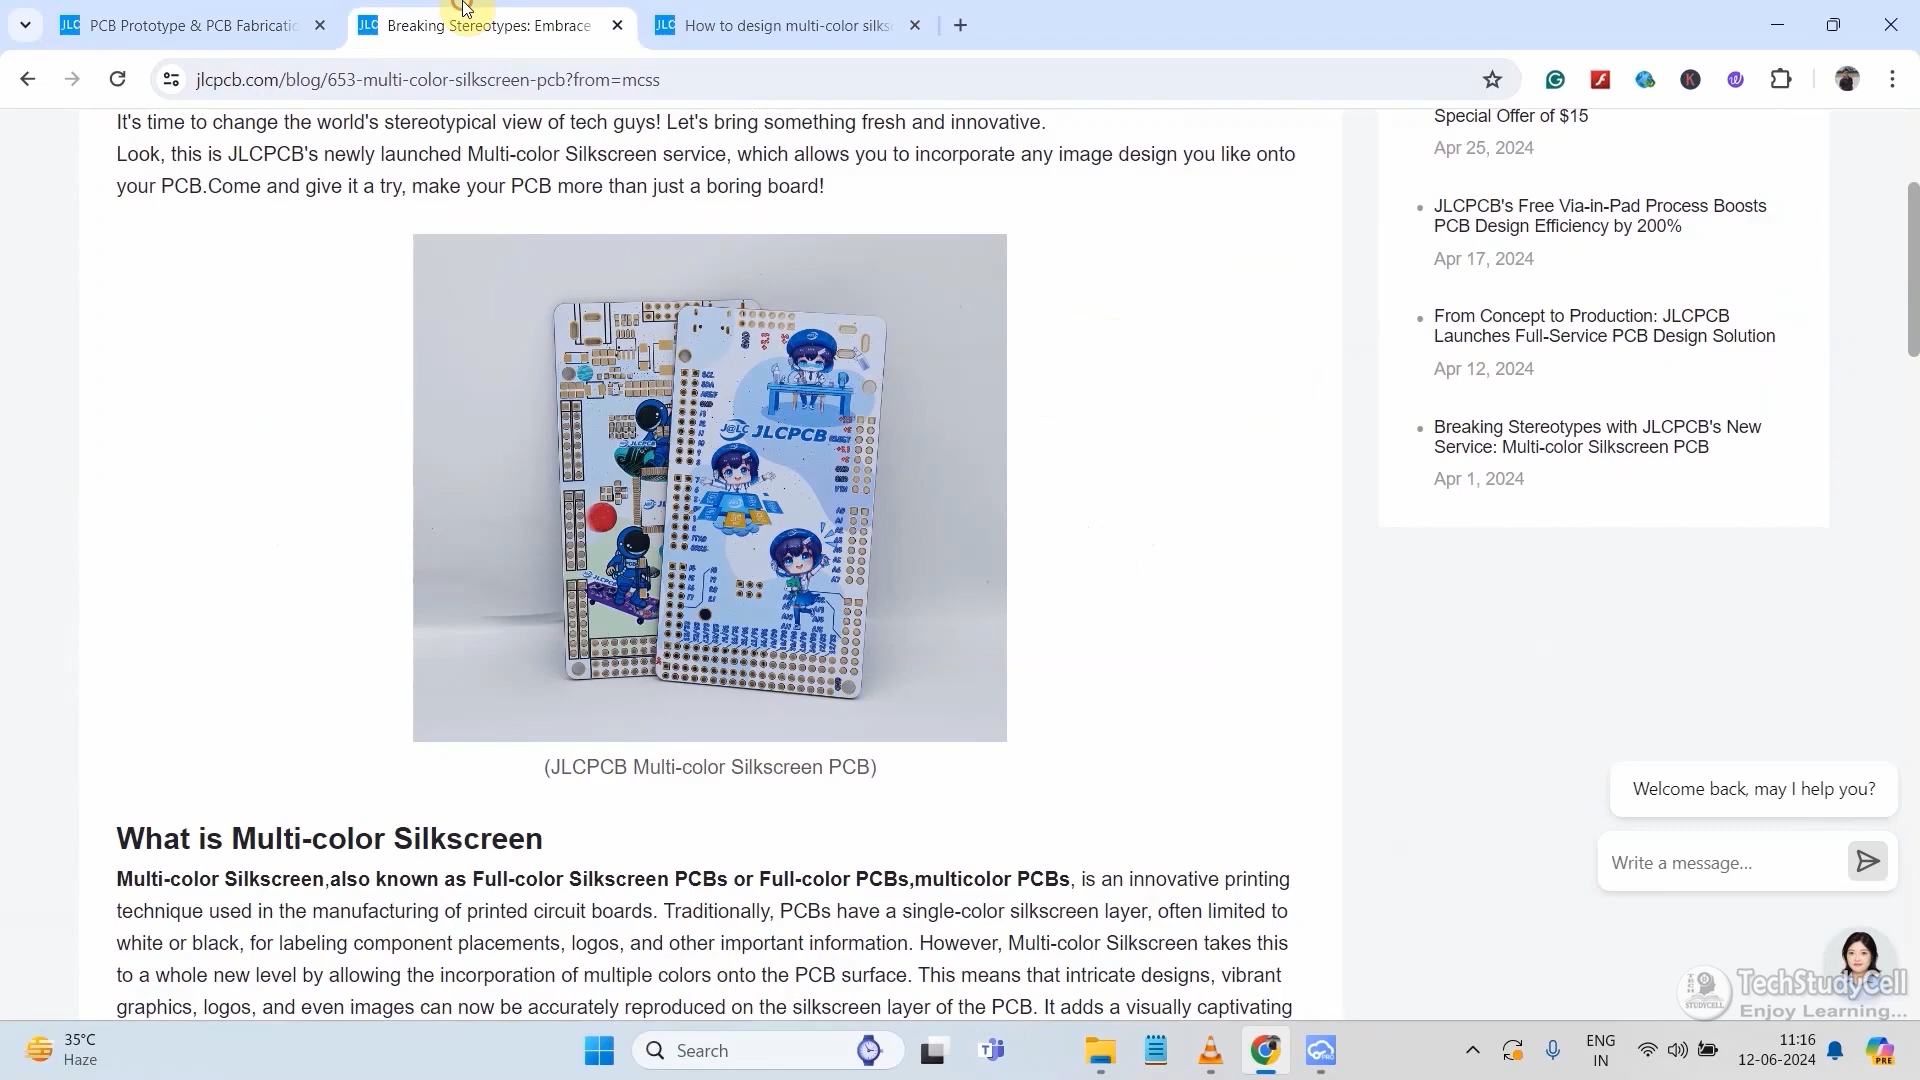 PCB Prototype & PCB Fabricatic
Breaking Stereotypes: Embrace
How to design multi-color silks
jlcpcb.com/blog/653-multi-color-silkscreen-pcb?from=mcss
It's time to change the world's stereotypical view of tech guys! Let's bring something fresh and innovative.
Look, this is JLCPCB's newly launched Multi-color Silkscreen service, which allows you to incorporate any image design you like onto
your PCB.Come and give it a try, make your PCB more than just a boring board!
J@LC JLCPCB
(JLCPCB Multi-color Silkscreen PCB)
What is Multi-color Silkscreen
Multi-color Silkscreen,also known as Full-color Silkscreen PCBs or Full-color PCBs,multicolor PCBs, is an innovative printing
technique used in the manufacturing of printed circuit boards. Traditionally, PCBs have a single-color silkscreen layer, often limited to
white or black, for labeling component placements, logos, and other important information. However, Multi-color Silkscreen takes this
to a whole new level by allowing the incorporation of multiple colors onto the PCB surface. This means that intricate designs, vibrant
graphics, logos, and even images can now be accurately reproduced on the silkscreen layer of the PCB. It adds a visually captivating
Special Offer of $15
Apr 25, 2024
JLCPCB's Free Via-in-Pad Process Boosts
PCB Design Efficiency by 200%
Apr 17, 2024
From Concept to Production: JLCPCB
Launches Full-Service PCB Design Solution
Apr 12, 2024
Breaking Stereotypes with JLCPCB's New
Service: Multi-color Silkscreen PCB
Apr 1, 2024
Welcome back, may I help you?
Write a message...
TechStudyCell
Enjoy Learning...
35°C
Haze
Search
ENG
IN
11:16
12-06-2024
PRE